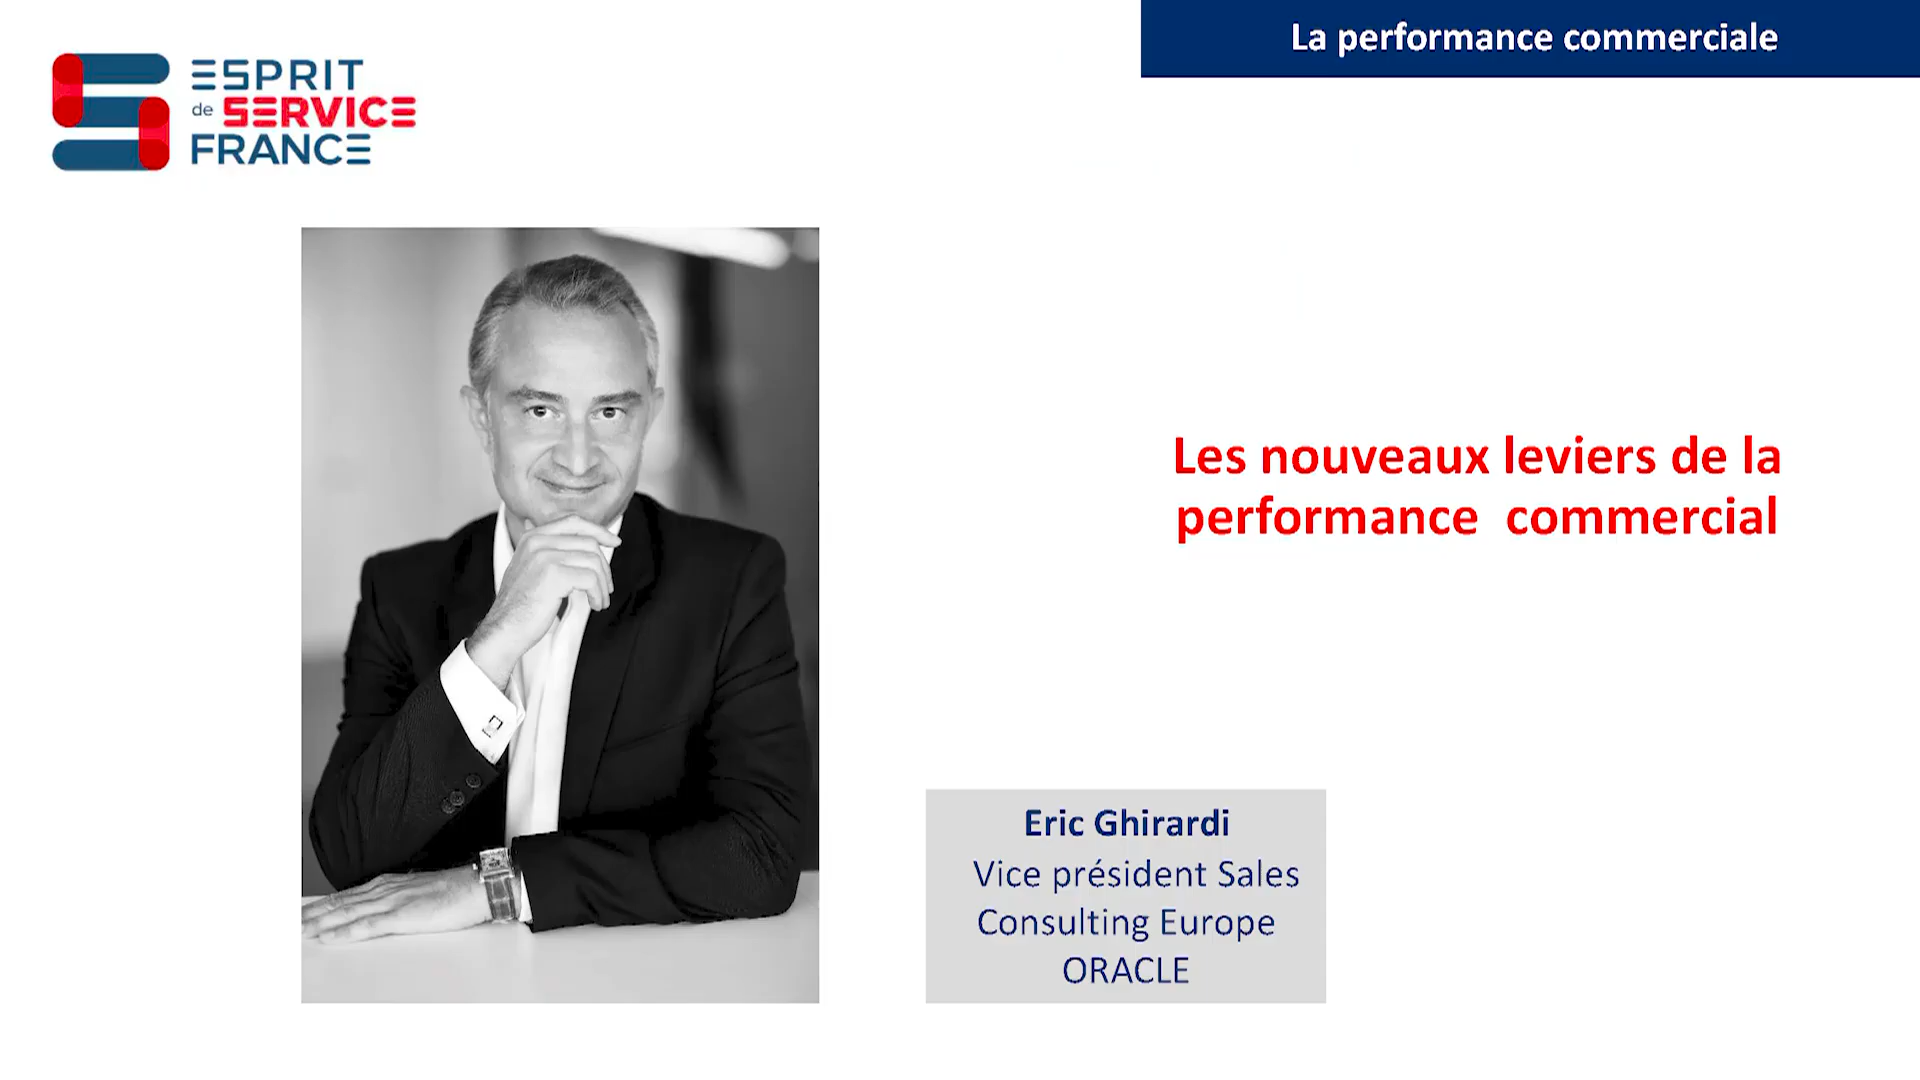 La performance commerciale
ESPRIT
de SERVICE
FRANCE
Les nouveaux leviers de la
performance  commercial
Eric Ghirardi
Vice président Sales
Consulting Europe
ORACLE